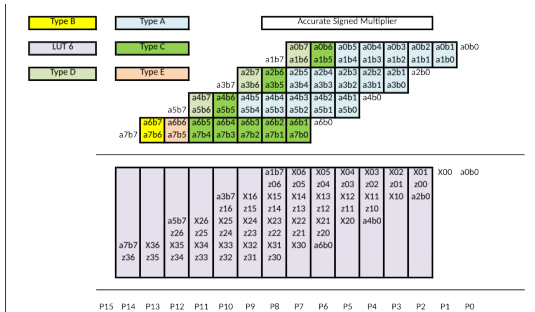 Type B Type A Accurate Signed Multiplier
LUT 6 Type C a0b7 a0b6 a0b5 a0b4 a0b3 a0b2 a0b1 a0b0
a1b7 a1b6 a1b5 a1b4 a1b3 a1b2 a1b1 a1b0
Type D Type E a2b7 a2b6 a2b5 a2b4 a2b3 a2b2 a2b1 a2b0
a3b7 a3b6 a3b5 a3b4 a3b3 a3b2 a3b1 a3b0
a4b7 a4b6 a4b5 a4b4 a4b3 a4b2 a4b1 a4b0
a5b7 a5b6 a5b5 a5b4 a5b3 a5b2 a5b1 a5b0
a6b7 a6b6 a6b5 a6b4 a6b3 a6b2 a6b1 a6b0
a7b7 a7b6 a7b5 a7b4 a7b3 a7b2 a7b1 a7b0
a1b7 X06 X05 X04 X03 X02 X01 X00 a0b0
z06 z05 z04 z03 z02 z01 z00
a3b7 X16 X15 X14 X13 X12 X11 X10 a2b0
z16 z15 z14 z13 z12 z11 z10
a5b7 X26 X25 X24 X23 X22 X21 X20 a4b0
z26 z25 z24 z23 z22 z21 z20
a7b7 X36 X35 X34 X33 X32 X31 X30 a6b0
z36 z35 z34 z33 z32 z31 z30
P15 P14 P13 P12 P11 P10 P9 P8 P7 P6 P5 P4 P3 P2 P1 P0